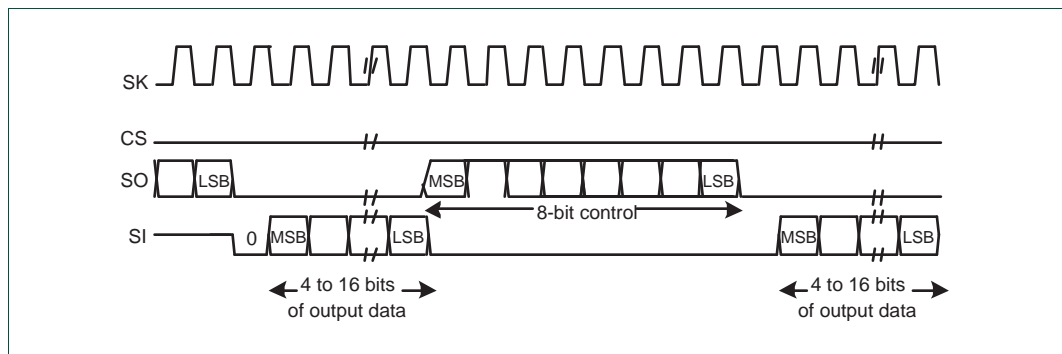 SK
CS
SO LSB MSB LSB
8-bit control
SI 0 MSB LSB MSB LSB
4 to 16 bits
of output data
4 to 16 bits
of output data